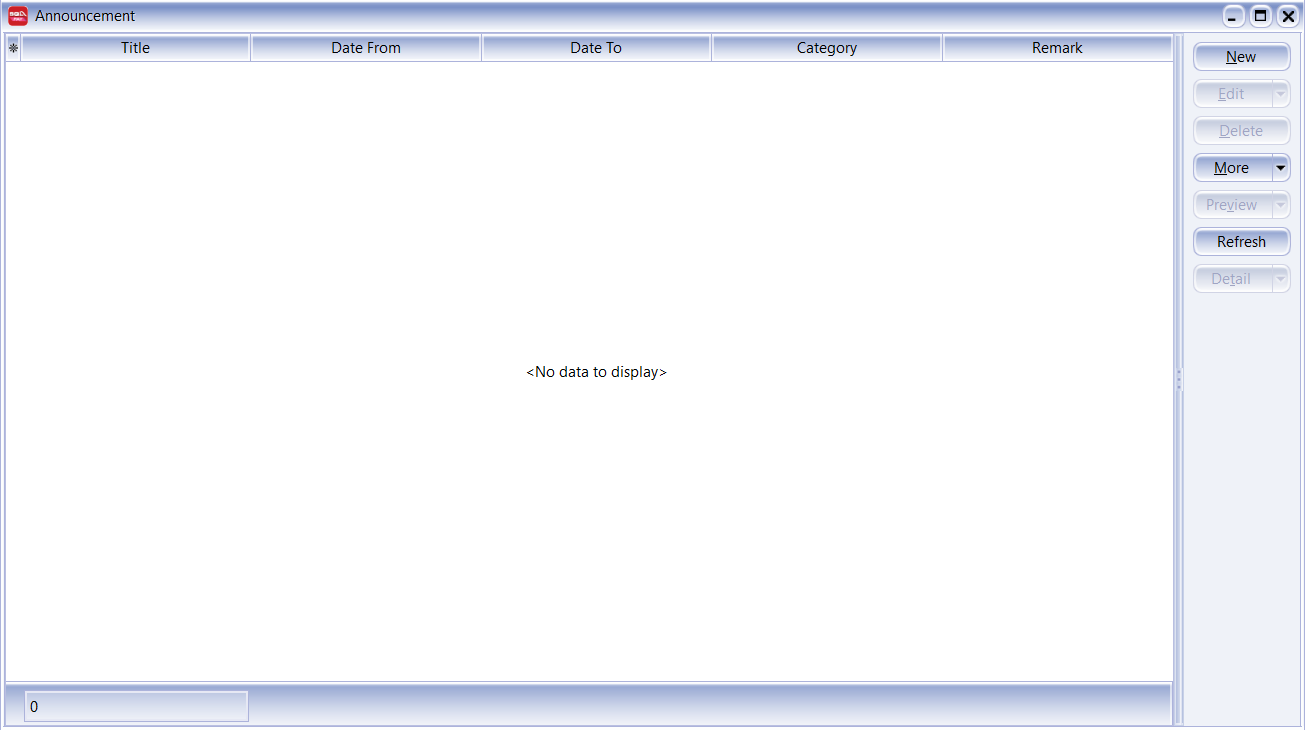 Announcement
Title Date From Date To Category Remark
New
Edit
Delete
More
Preview
Refresh
Detail
<No data to display>
0